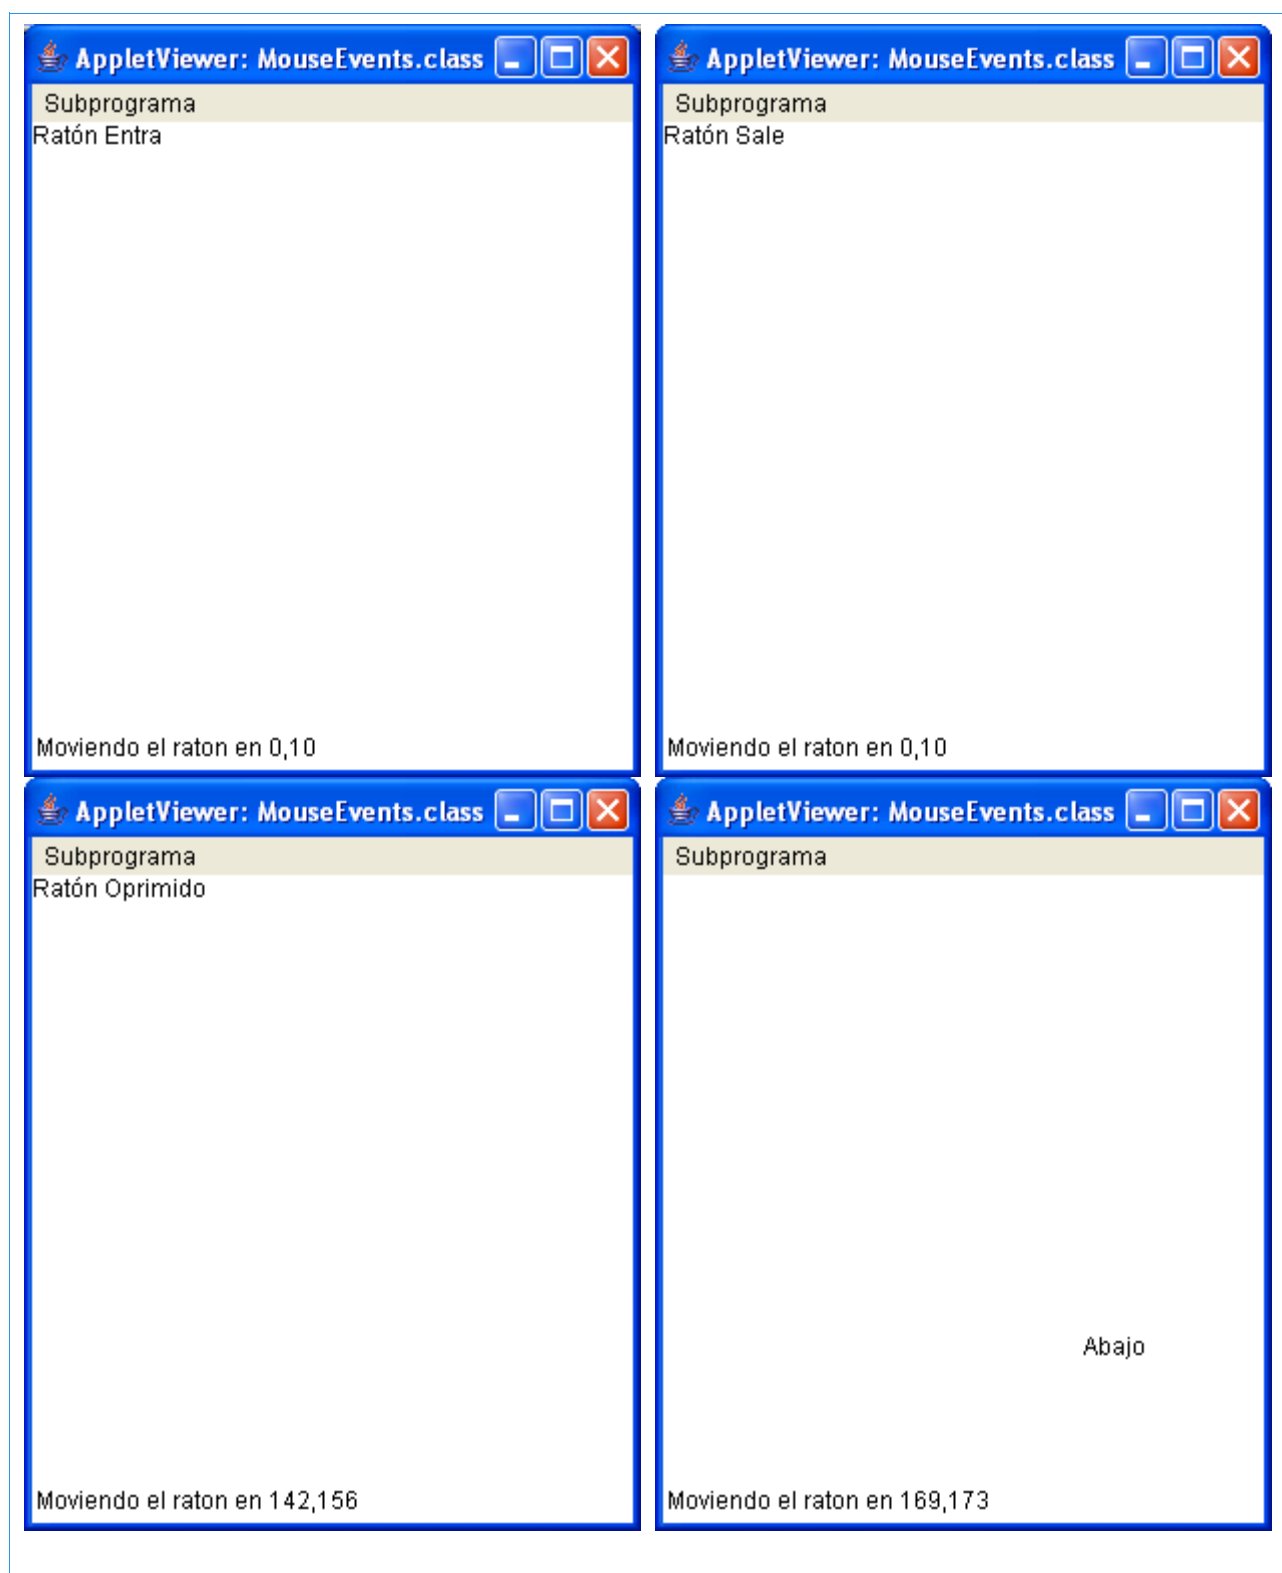 AppletViewer: MouseEvents.class
Subprograma
Ratón Entra
Moviendo el raton en 0,10
AppletViewer: MouseEvents.class
Subprograma
Ratón Sale
Moviendo el raton en 0,10
AppletViewer: MouseEvents.class
Subprograma
Ratón Oprimido
Moviendo el raton en 142,156
AppletViewer: MouseEvents.class
Subprograma
Abajo
Moviendo el raton en 169,173